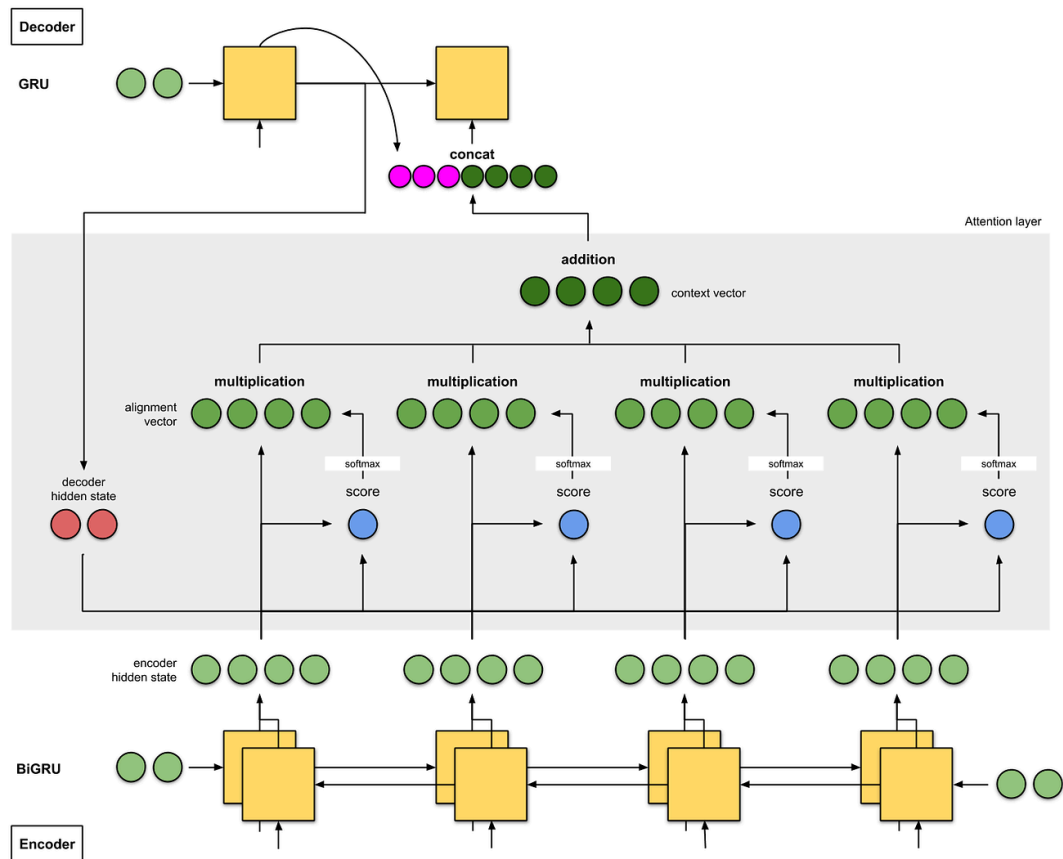 Decoder
GRU
concat
Attention layer
addition
context vector
multiplication
multiplication
multiplication
multiplication
alignment
vector
softmax
softmax
softmax
softmax
decoder
hidden state
score
score
score
score
encoder
hidden state
BiGRU
Encoder